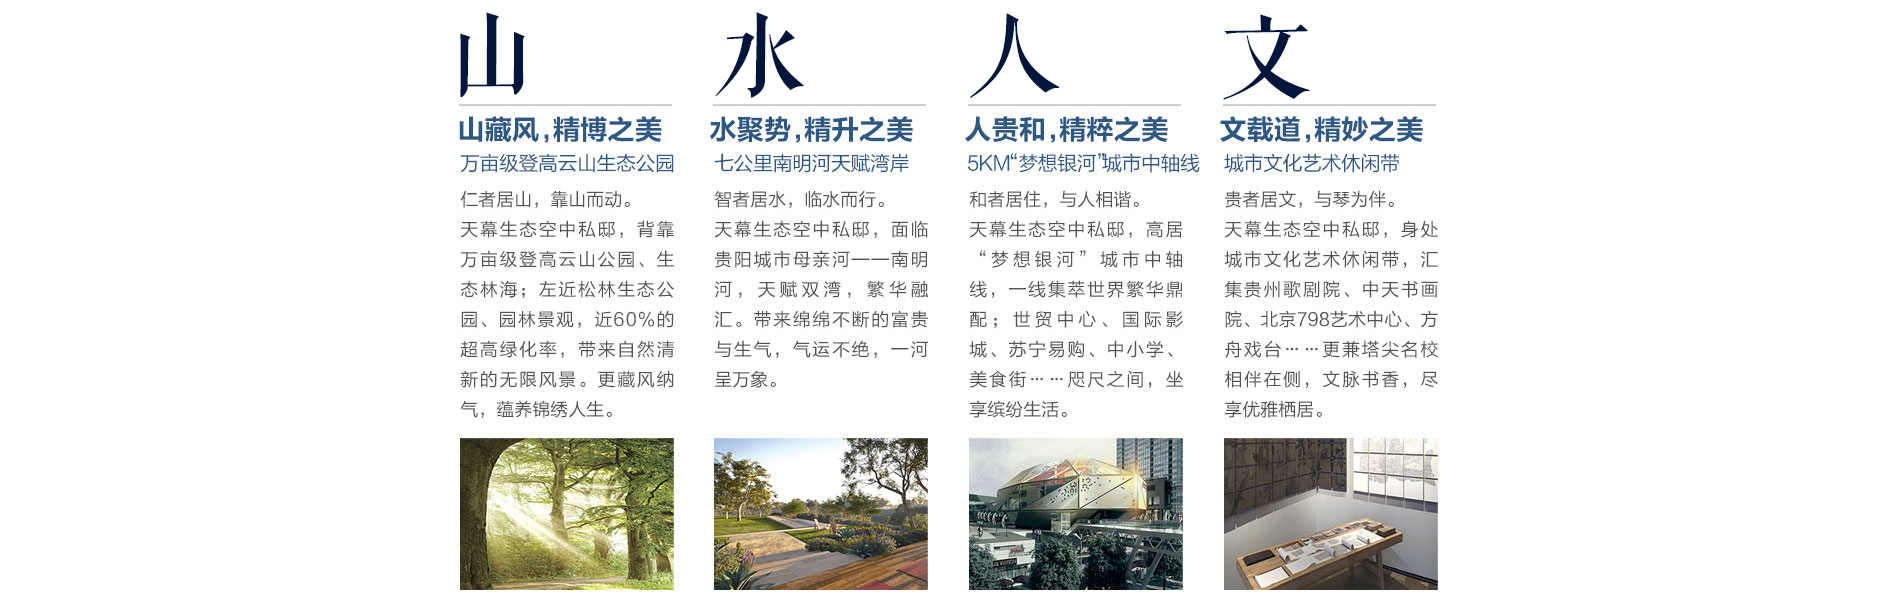 山
山藏风,精博之美
万亩级登高云山生态公园
仁者居山，靠山而动。
天幕生态空中私邸，背靠
万亩级登高云山公园、生
态林海；左近松林生态公
园、园林景观，近60%的
超高绿化率，带来自然清
新的无限风景。更藏风纳
气，蕴养锦绣人生。
水
水聚势,精升之美
七公里南明河天赋湾岸
智者居水，临水而行。
天幕生态空中私邸，面临
贵阳城市母亲河——南明
河，天赋双湾，繁华融
汇。带来绵绵不断的富贵
与生气，气运不绝，一河
呈万象。
人
人贵和,精粹之美
5KM“梦想银河”城市中轴线
和者居住，与人相谐。
天幕生态空中私邸，高居
“梦想银河”城市中轴
线，一线集萃世界繁华鼎
配；世贸中心、国际影
城、苏宁易购、中小学、
美食街……咫尺之间，坐
享缤纷生活。
文
文载道,精妙之美
城市文化艺术休闲带
贵者居文，与琴为伴。
天幕生态空中私邸，身处
城市文化艺术休闲带，汇
集贵州歌剧院、中天书画
院、北京798艺术中心、方
舟戏台……更兼塔尖名校
相伴在侧，文脉书香，尽
享优雅栖居。